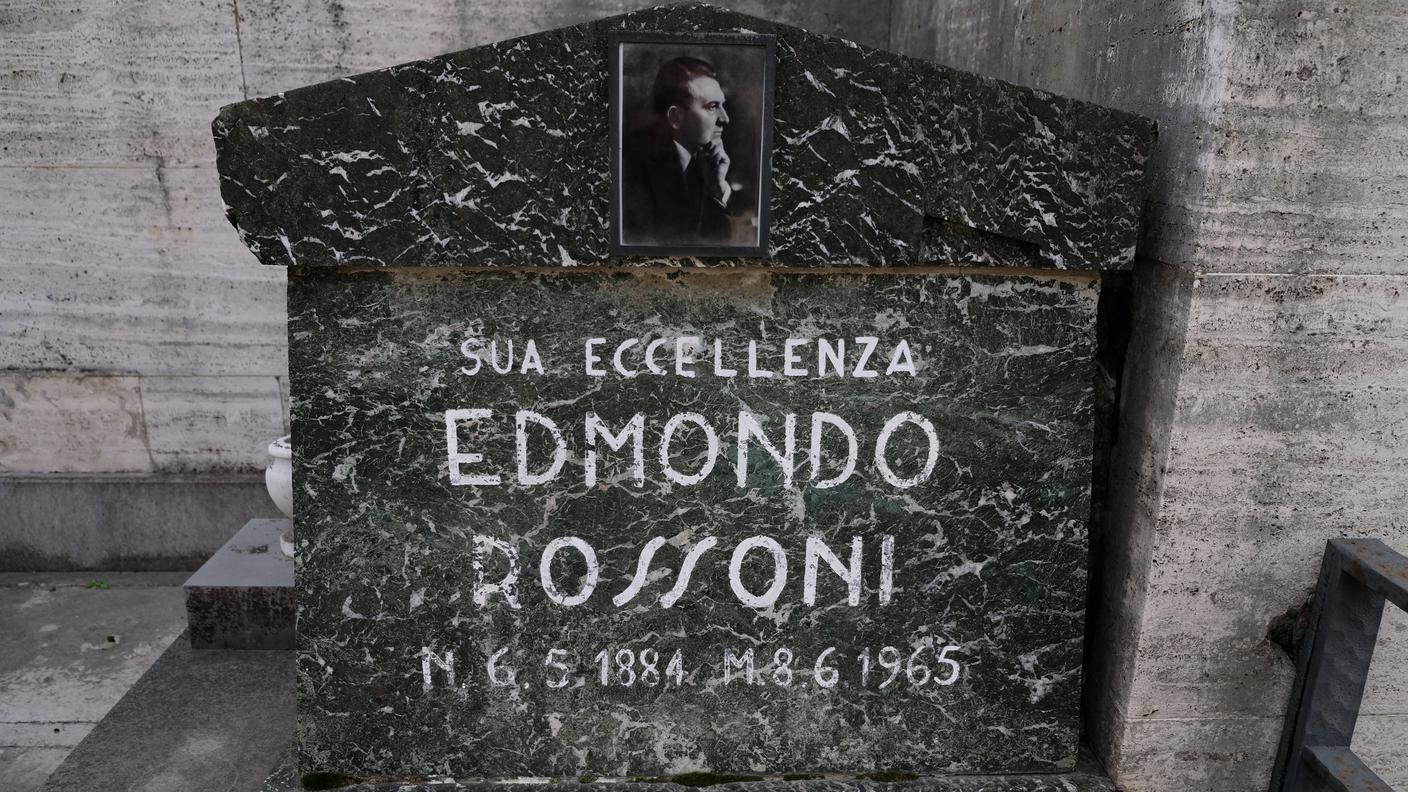 SUA ECCELLENZA
EDMONDO
ROSSONI
N. 6. 5. 1884 M. 8. 6 1965